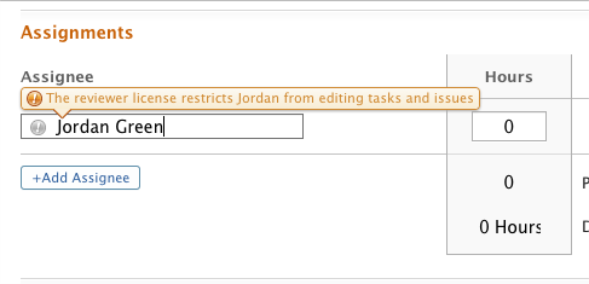 Assignments
Assignee
Hours
The reviewer license restricts Jordan from editing tasks and issues
Jordan Green
0
+Add Assignee
0
P
0 Hours
D